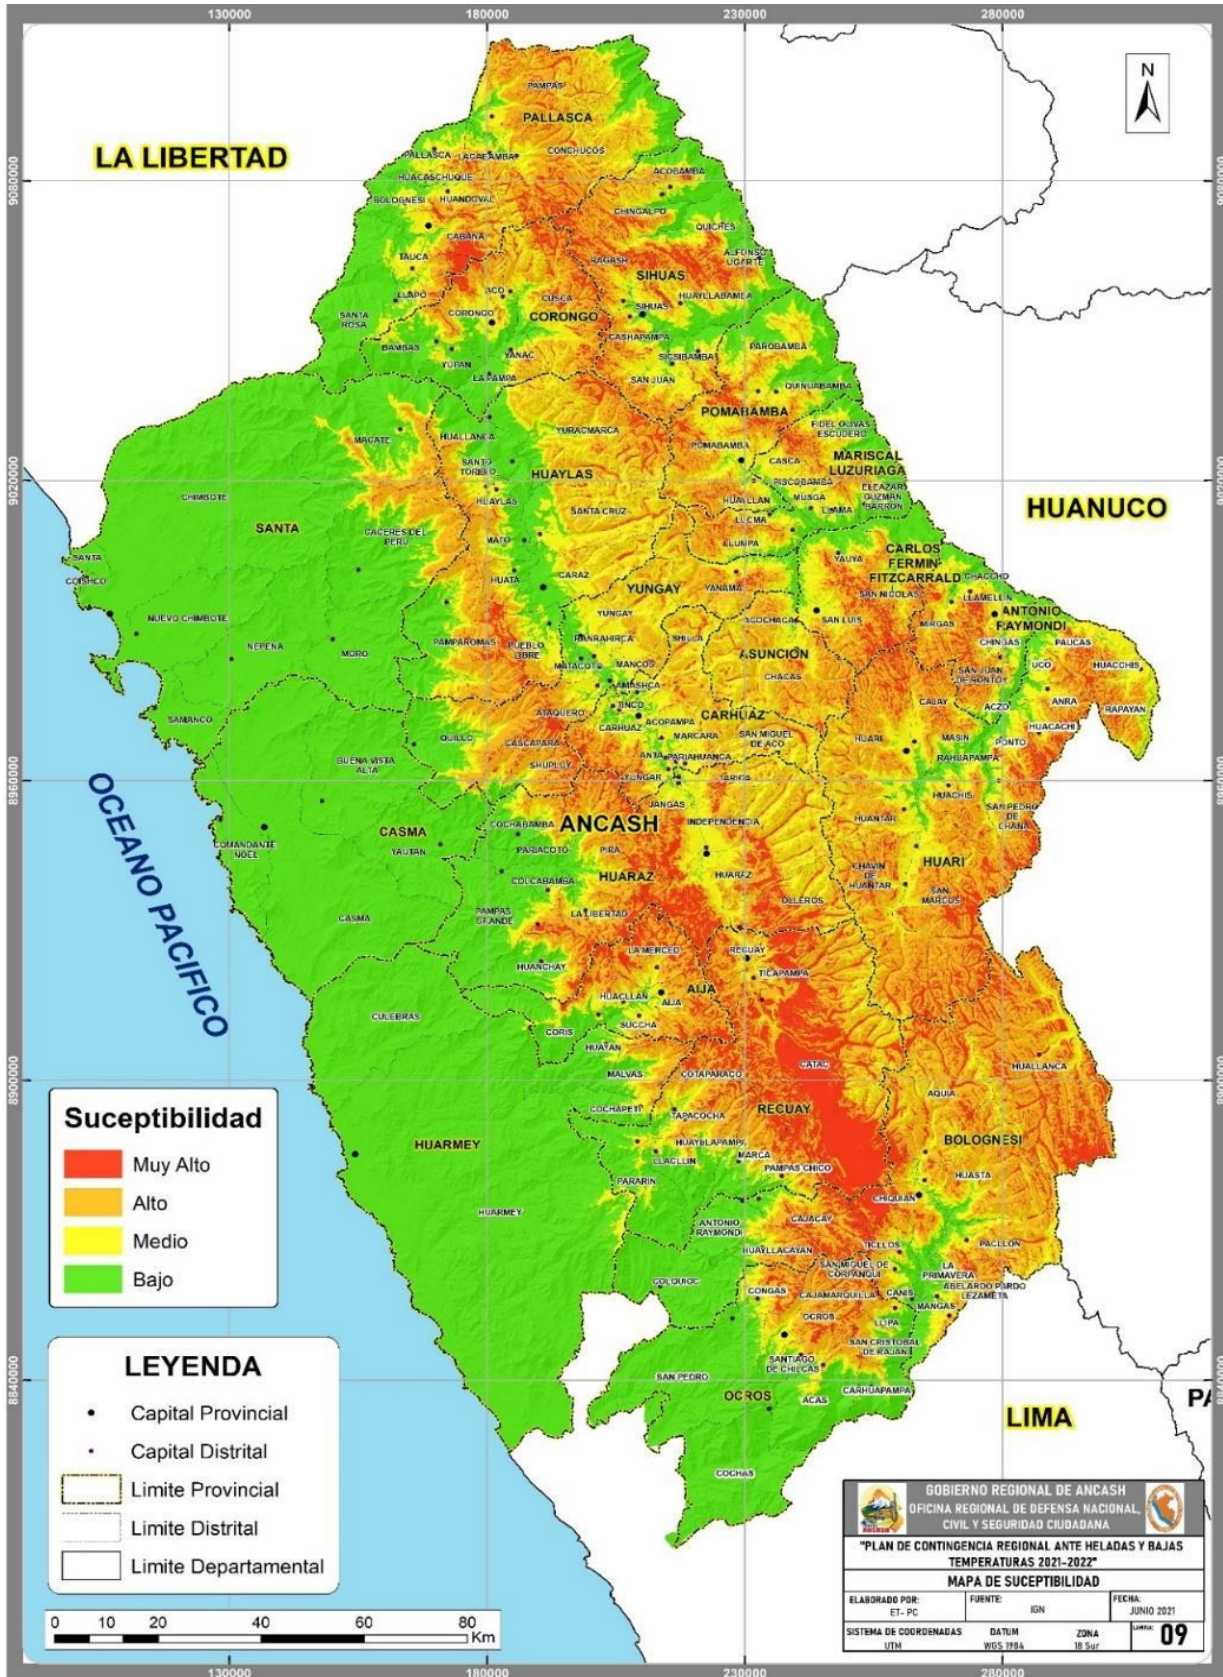 130000
180000
230000
280000
N
LA LIBERTAD
PAMPAS
PALLASCA
PALLASCA
LACABAMBA
CONCHUCOS
9080000
9080000
HUACASCHUQUE
ACOBAMBA
BOLOGNESI
HUANDOVAL
CHINGALPO
CABANA
QUICHES
TAUCA
RAGASH
ALFONSO
UGARTE
SIHUAS
LLAPO
ACO
CUSCA
SIHUAS
HUAYLLABAMBA
SANTA
ROSA
CORONGO
CORONGO
BAMBAS
YUPAN
YANAC
CASHAPAMPA
SICSIBAMBA
PAROBAMBA
LA PAMPA
SAN JUAN
QUINUABAMBA
POMABAMBA
MACATE
HUALLANCA
YURACMARCA
POMABAMBA
FIDEL OLIVAS
ESCUDERO
SANTO
TORIBIO
HUAYLAS
CASCA
MARISCAL
LUZURIAGA
9020000
9020000
CHIMBOTE
HUAYLAS
HUAYLLAN
PISCOBAMBA
MUSGA
ELEAZAR
GUZMAN
BARRON
HUANUCO
SANTA
SANTA CRUZ
LUCMA
LLAMA
CACERES DEL
PERU
MATO
LLUMPA
SANTA
COISHCO
HUATA
CARAZ
YANAMA
YAUYA
CARLOS
FERMIN
FITZCARRALD
CHACCHO
YUNGAY
SAN NICOLAS
LLAMELLIN
NUEVO CHIMBOTE
YUNGAY
ACOCHACA
SAN LUIS
MIRGAS
ANTONIO
RAYMONDI
NEPEÑA
MORO
PAMPAROMAS
PUEBLO
LIBRE
RANRAHIRCA
SHILLA
ASUNCION
CHINGAS
PAUCAS
MATACOTO
MANCOS
CHACAS
SAN JUAN
DE RONTOY
UCO
HUACCHIS
AMASHCA
SAMANCO
ATAQUERO
TINCO
CARHUAZ
CAJAY
ACZO
ANRA
RAPAYAN
CARHUAZ
ACOPAMPA
HUACACHI
QUILLO
CASCAPARA
MARCARA
SAN MIGUEL
DE ACO
HUARI
MASIN
PONTO
BUENA VISTA
ALTA
SHUPLUY
ANTA
PARIAHUANCA
RAHUAPAMPA
8960000
8960000
YUNGAR
TARICA
HUACHIS
JANGAS
SAN PEDRO
DE
CHANA
COCHABAMBA
ANCASH
INDEPENDENCIA
HUANTAR
COMANDANTE
NOEL
CASMA
YAUTAN
PARIACOTO
PIRA
HUARI
COLCABAMBA
HUARAZ
HUARAZ
CHAVIN
DE
HUANTAR
SAN
MARCOS
CASMA
PAMPAS
GRANDE
LA LIBERTAD
OLLEROS
OCEANO PACIFICO
HUANCHAY
LA MERCED
RECUAY
TICAPAMPA
HUACLLAN
AIJA
AIJA
CULEBRAS
CORIS
SUCCHA
HUAYAN
MALVAS
COTAPARACO
CATAC
HUALLANCA
8900000
8900000
COCHAPETI
TAPACOCHA
RECUAY
AQUIA
HUARMEY
HUAYLLAPAMPA
BOLOGNESI
LLACLLIN
MARCA
PAMPAS CHICO
HUASTA
PARARIN
CHIQUIAN
HUARMEY
ANTONIO
RAYMONDI
CAJACAY
HUAYLLACAYAN
TICLLOS
PACLLON
COLQUIOC
SAN MIGUEL DE
CORPANQUI
LA
PRIMAVERA
CONGAS
CAJAMARQUILLA
CANIS
ABELARDO PARDO
LEZAMETA
OCROS
LLIPA
MANGAS
SAN CRISTOBAL
DE RAJAN
SANTIAGO
DE CHILCAS
8840000
8840000
SAN PEDRO
OCROS
ACAS
CARHUAPAMPA
LIMA
PA
COCHAS
Suceptibilidad
Muy Alto
Alto
Medio
Bajo
LEYENDA
Capital Provincial
Capital Distrital
Limite Provincial
Limite Distrital
Limite Departamental
0 10 20 40 60 80
Km
GOBIERNO REGIONAL DE ANCASH
OFICINA REGIONAL DE DEFENSA NACIONAL,
CIVIL Y SEGURIDAD CIUDADANA
"PLAN DE CONTINGENCIA REGIONAL ANTE HELADAS Y BAJAS
TEMPERATURAS 2021-2022"
MAPA DE SUCEPTIBILIDAD
ELABORADO POR:
ET- PC
FUENTE:
IGN
FECHA:
JUNIO 2021
SISTEMA DE COORDENADAS
UTM
DATUM
WGS 1984
ZONA
18 Sur
LAMINA:
09
130000
180000
230000
280000